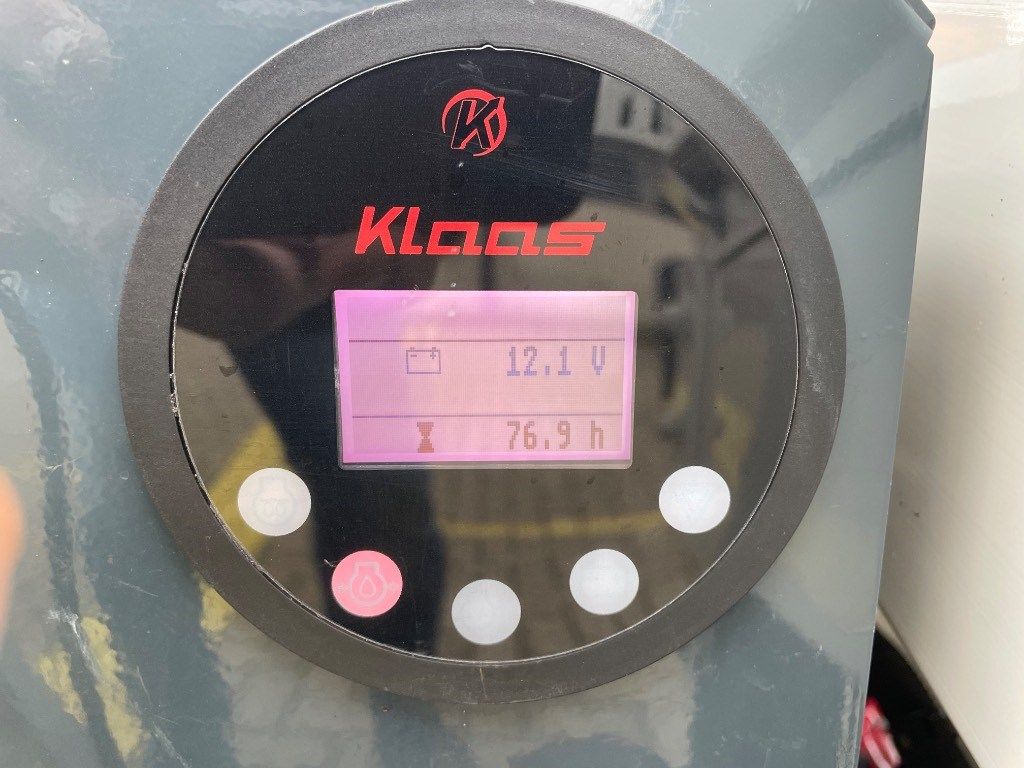 K
Klaas
12.1 V
76.9 h